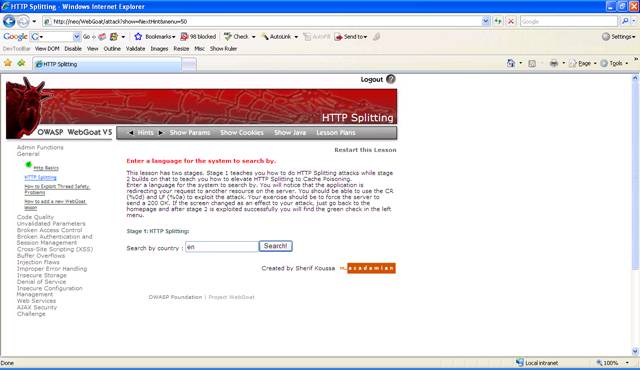 HTTP Splitting - Windows Internet Explorer
http://neo/WebGoat/attack?show=NextHint&menu=50
Google
Google G Go Bookmarks 98 blocked Check AutoLink AutoFill Send to Settings
DevToolBar View DOM Disable View Outline Validate Images Resize Misc Show Ruler
HTTP Splitting
Page Tools
Logout ?
HTTP Splitting
OWASP WebGoat V5
Hints Show Params Show Cookies Show Java Lesson Plans
Restart this Lesson
Admin Functions
General
Http Basics
HTTP Splitting
How to Exploit Thread Safety Problems
How to add a new WebGoat lesson
Code Quality
Unvalidated Parameters
Broken Access Control
Broken Authentication and
Session Management
Cross-Site Scripting (XSS)
Buffer Overflows
Injection Flaws
Improper Error Handling
Insecure Storage
Denial of Service
Insecure Configuration
Management
Web Services
AJAX Security
Challenge
Enter a language for the system to search by.
This lesson has two stages. Stage 1 teaches you how to do HTTP Splitting attacks while stage
2 builds on that to teach you how to elevate HTTP Splitting to Cache Poisoning.
Enter a language for the system to search by. You will notice that the application is
redirecting your request to another resource on the server. You should be able to use the CR
(%0d) and LF (%0a) to exploit the attack. Your exercise should be to force the server to
send a 200 OK. If the screen changed as an effect to your attack, just go back to the
homepage and after stage 2 is exploited successfully you will find the green check in the left
menu.
Stage 1: HTTP Splitting:
Search by country : en Search!
Created by Sherif Koussa macadamian
OWASP Foundation | Project WebGoat
Done
Local intranet
100%